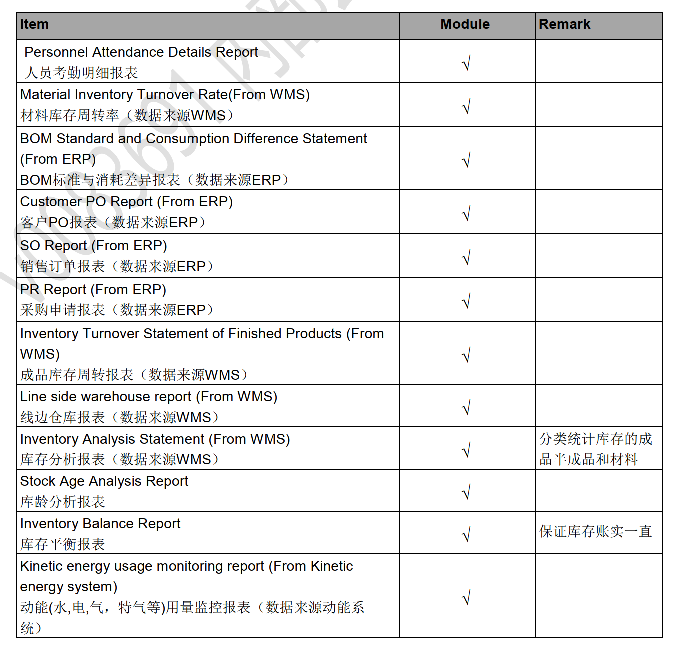 Item Module Remark
Personnel Attendance Details Report
人员考勤明细报表
√
Material Inventory Turnover Rate(From WMS)
材料库存周转率（数据来源WMS）
√
BOM Standard and Consumption Difference Statement
(From ERP)
BOM标准与消耗差异报表（数据来源ERP）
√
Customer PO Report (From ERP)
客户PO报表（数据来源ERP）
√
SO Report (From ERP)
销售订单报表（数据来源ERP）
√
PR Report (From ERP)
采购申请报表（数据来源ERP）
√
Inventory Turnover Statement of Finished Products (From
WMS)
成品库存周转报表（数据来源WMS）
√
Line side warehouse report (From WMS)
线边仓库报表（数据来源WMS）
√
Inventory Analysis Statement (From WMS)
库存分析报表（数据来源WMS）
√
分类统计库存的成
品半成品和材料
Stock Age Analysis Report
库龄分析报表
√
Inventory Balance Report
库存平衡报表
√
保证库存账实一直
Kinetic energy usage monitoring report (From Kinetic
energy system)
动能(水,电,气，特气等)用量监控报表（数据来源动能系
统）
√